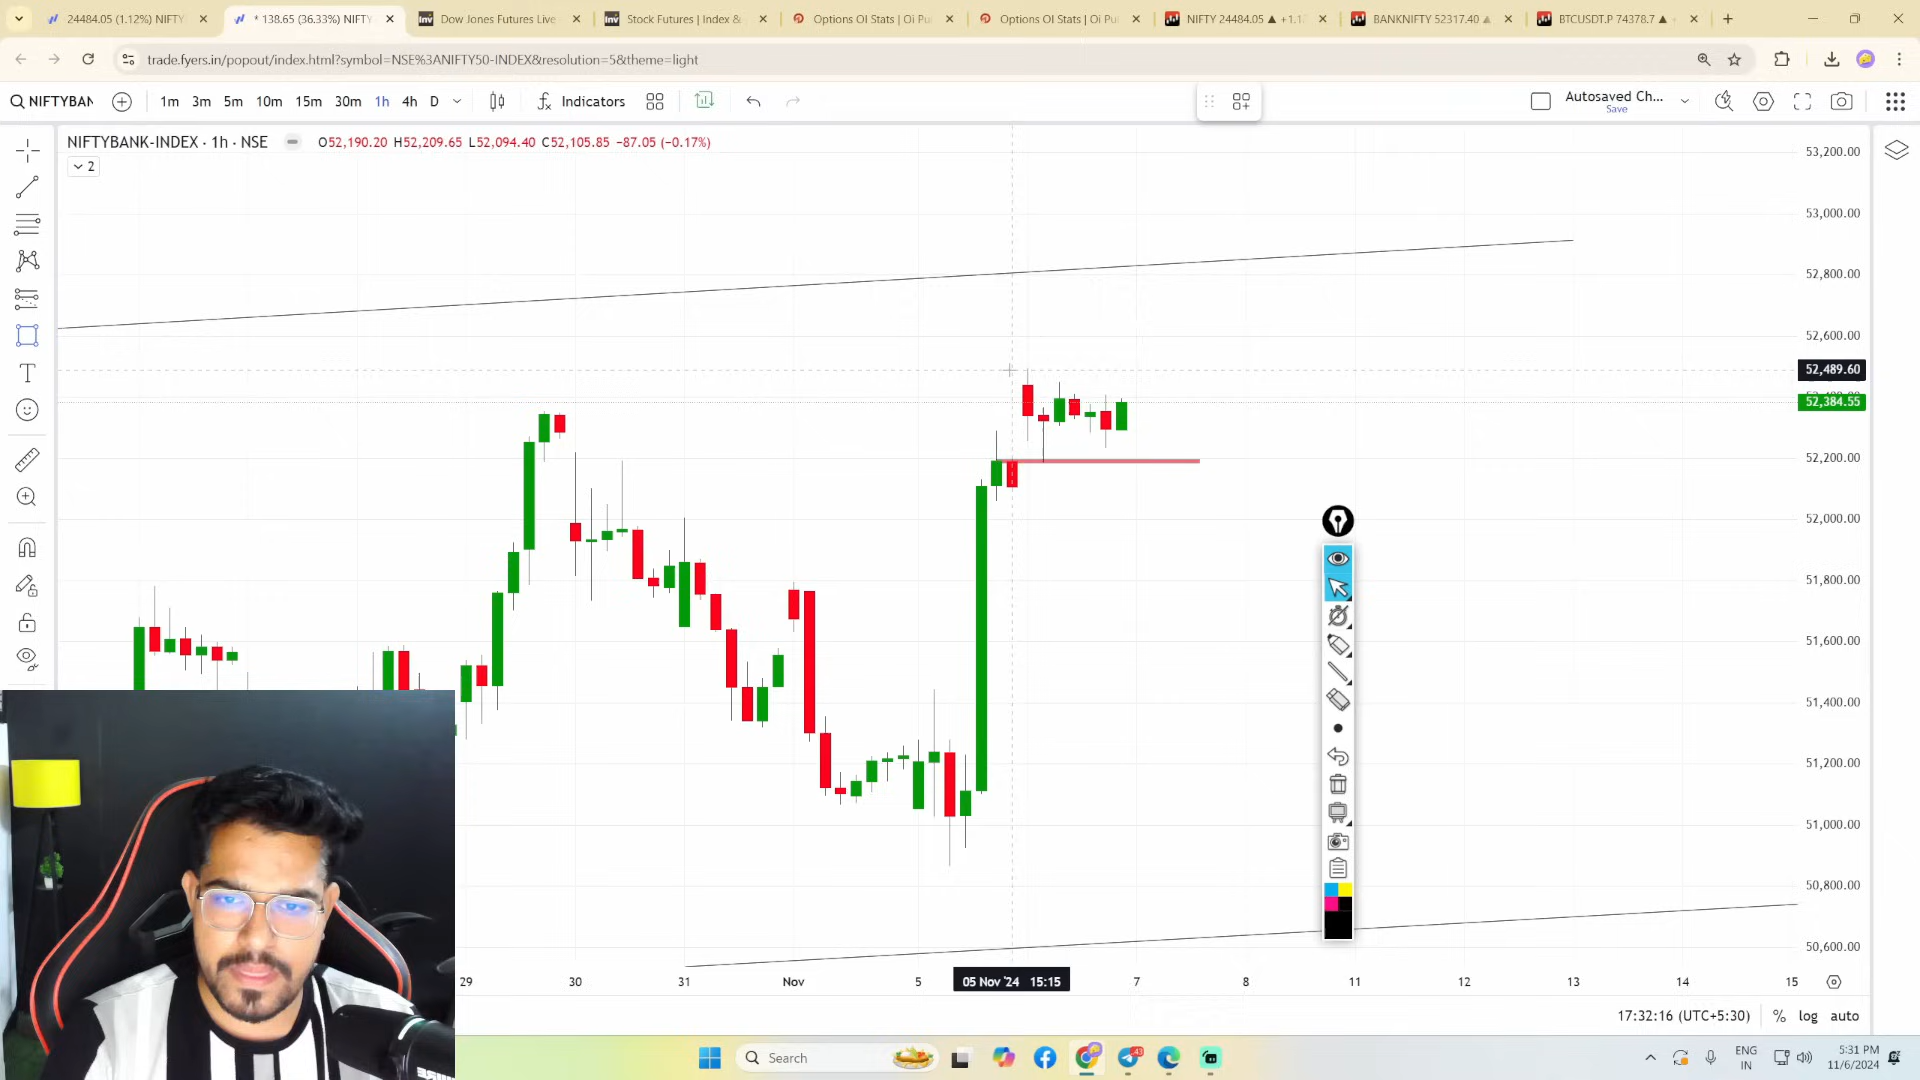 24484.05 (1.12%) NIFTY
* 138.65 (36.33%) NIFTY
Dow Jones Futures Live
Stock Futures | Index &
Options OI Stats | Oi Pu
Options OI Stats | Oi Pu
NIFTY 24484.05 ▲ +1.1
BANKNIFTY 52317.40 ▲
BTCUSDT.P 74378.7 ▲
trade.fyers.in/popout/index.html?symbol=NSE%3ANIFTY50-INDEX&resolution=5&theme=light
NIFTYBAN
1m 3m 5m 10m 15m 30m 1h 4h D
Indicators
Autosaved Ch...
Save
NIFTYBANK-INDEX · 1h · NSE
O52,190.20 H52,209.65 L52,094.40 C52,105.85 −87.05 (−0.17%)
2
53,200.00
53,000.00
52,800.00
52,600.00
52,489.60
52,384.55
52,200.00
52,000.00
51,800.00
51,600.00
51,400.00
51,200.00
51,000.00
50,800.00
50,600.00
29 30 31 Nov 5 05 Nov '24 15:15 7 8 11 12 13 14 15
17:32:16 (UTC+5:30) % log auto
Search
ENG
IN
5:31 PM
11/6/2024